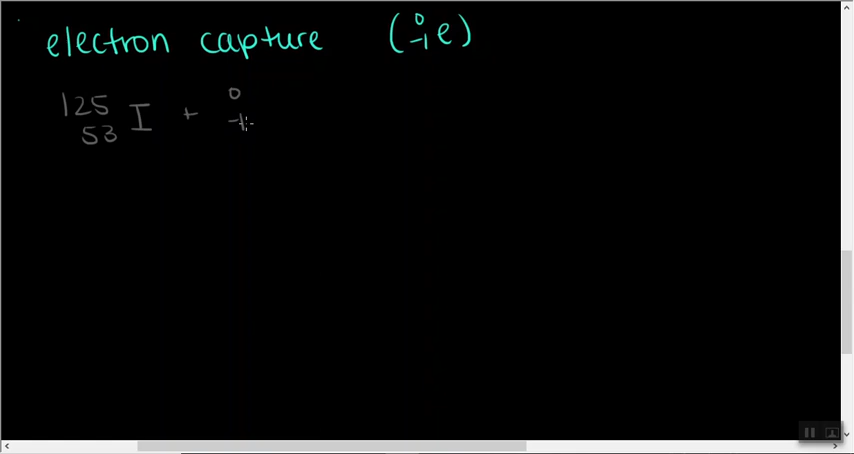 electron capture (⁰₋₁e)
¹²⁵₅₃I + ⁰₋₁